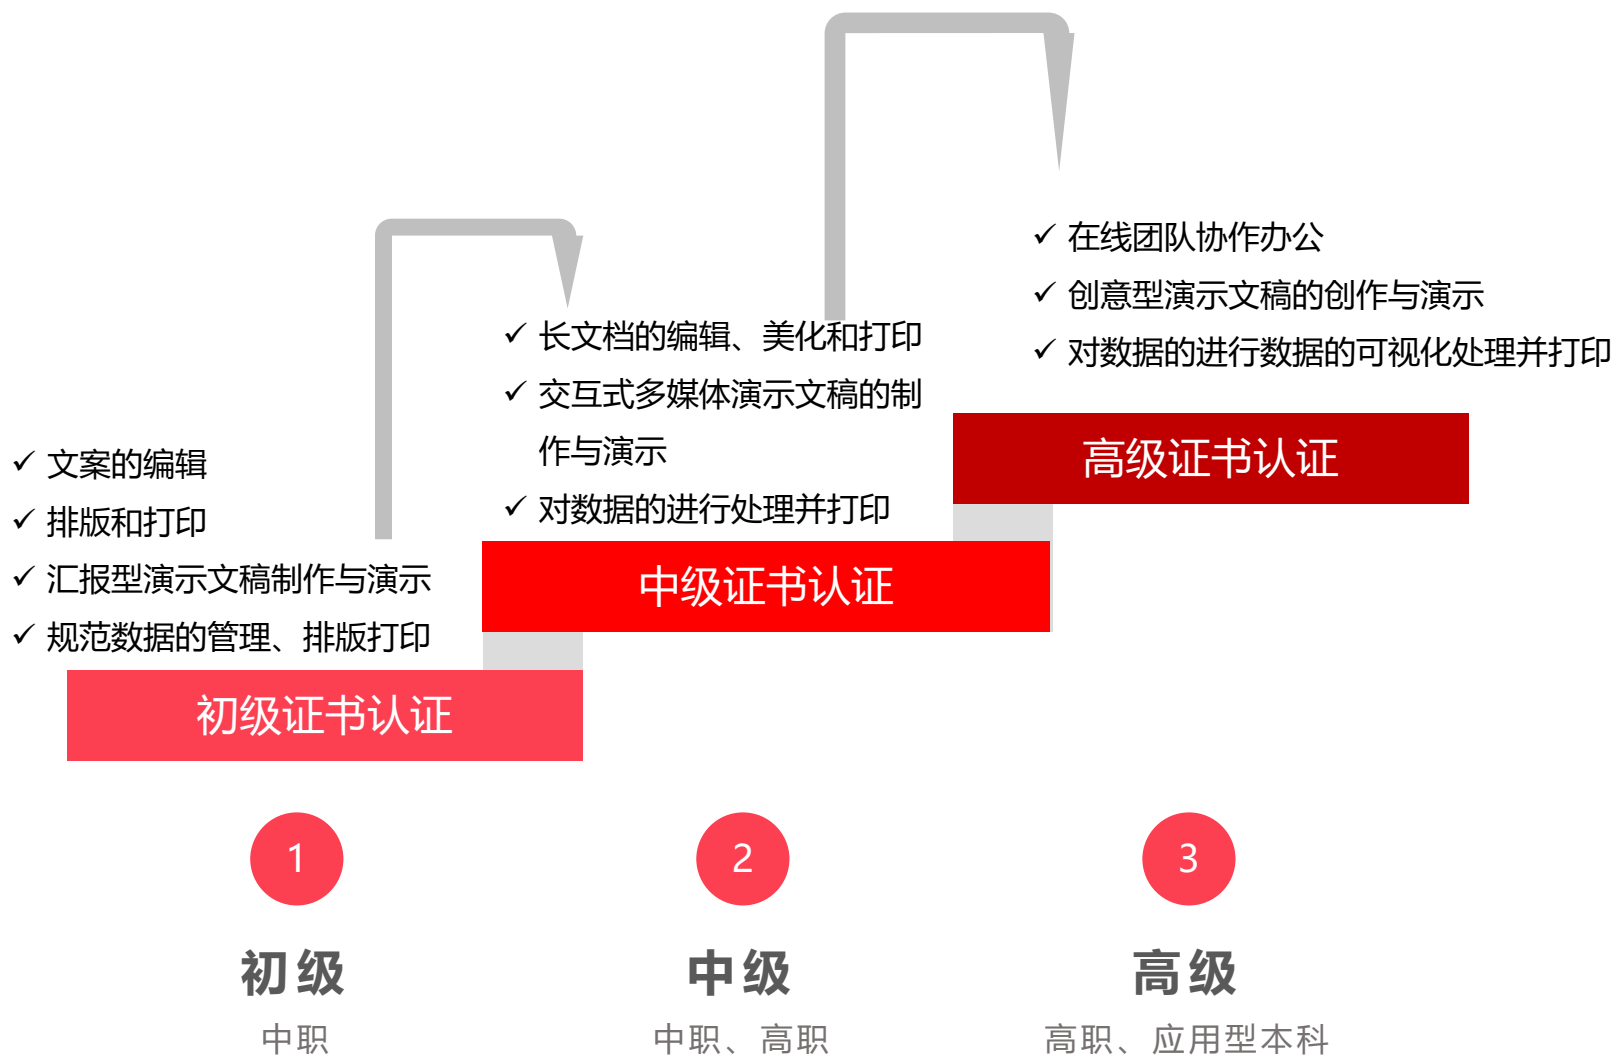 ✓ 在线团队协作办公
✓ 创意型演示文稿的创作与演示
✓ 对数据的进行数据的可视化处理并打印
高级证书认证
✓ 长文档的编辑、美化和打印
✓ 交互式多媒体演示文稿的制
作与演示
✓ 对数据的进行处理并打印
中级证书认证
✓ 文案的编辑
✓ 排版和打印
✓ 汇报型演示文稿制作与演示
✓ 规范数据的管理、排版打印
初级证书认证
1
初级
中职
2
中级
中职、高职
3
高级
高职、应用型本科